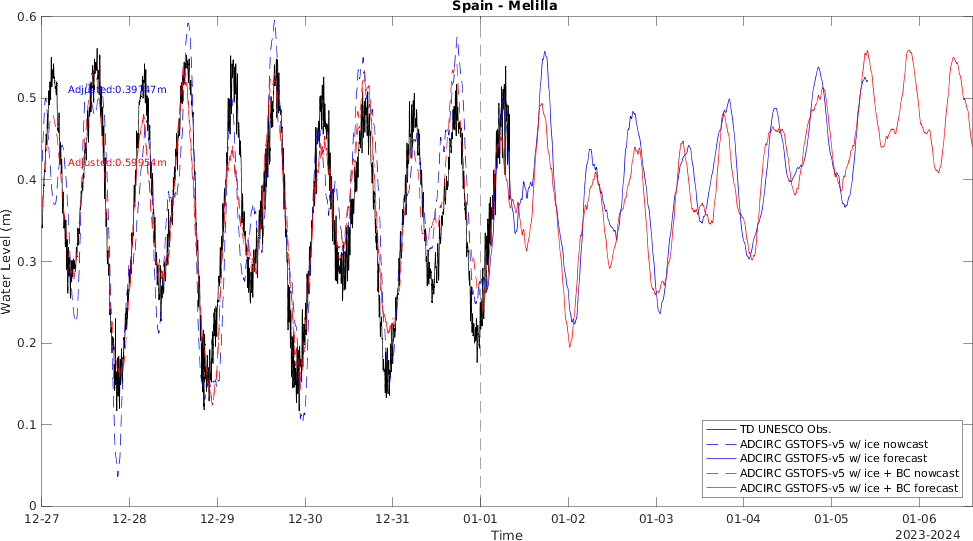 Spain - Melilla
0.6
0.5
0.4
0.3
0.2
0.1
0
Water Level (m)
Adjusted:0.39747m
Adjusted:0.59954m
TD UNESCO Obs.
ADCIRC GSTOFS-v5 w/ ice nowcast
ADCIRC GSTOFS-v5 w/ ice forecast
ADCIRC GSTOFS-v5 w/ ice + BC nowcast
ADCIRC GSTOFS-v5 w/ ice + BC forecast
12-27 12-28 12-29 12-30 12-31 01-01 01-02 01-03 01-04 01-05 01-06
Time
2023-2024